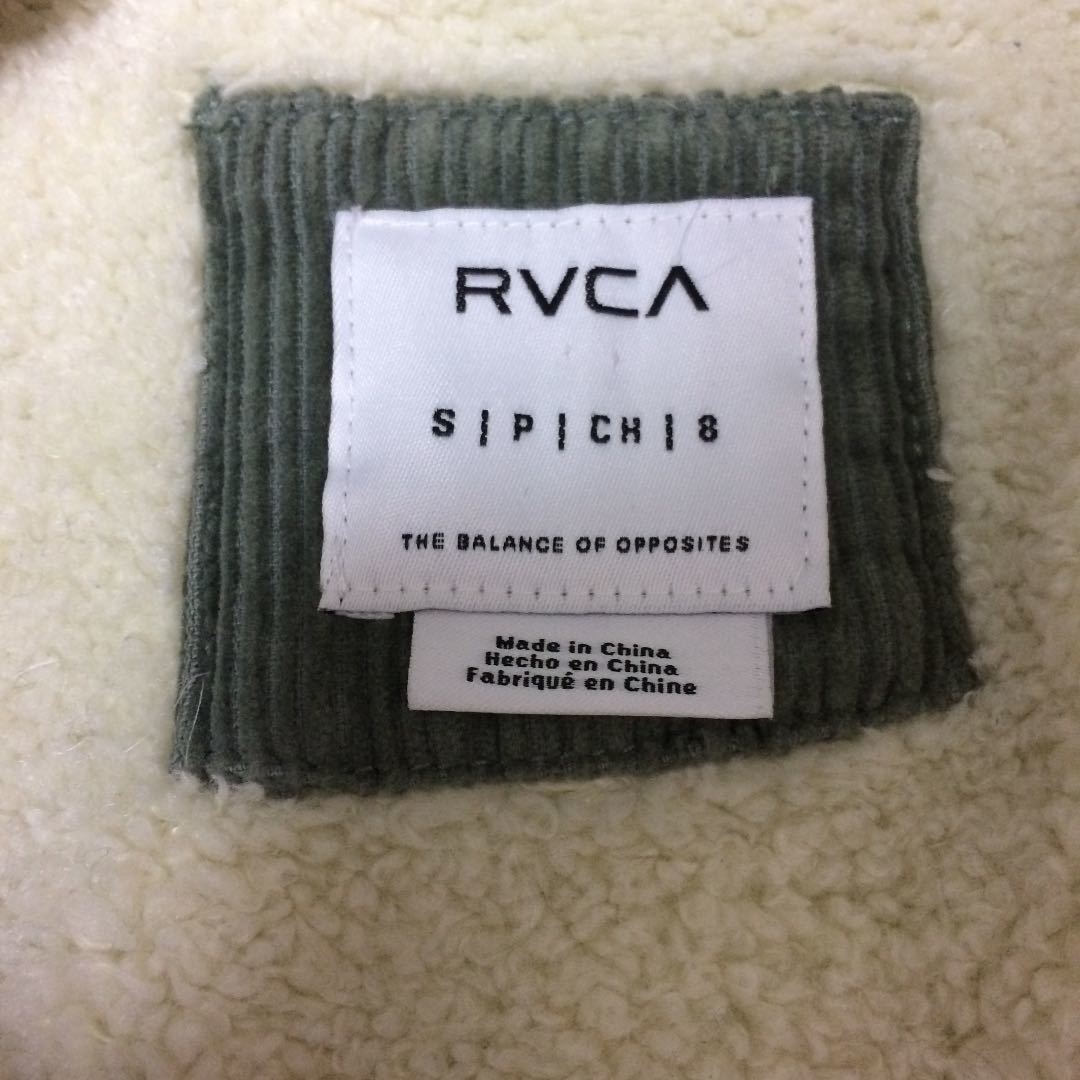 RVCA
S|P|CH|8
THE BALANCE OF OPPOSITES
Made in China
Hecho en China
Fabriqué en Chine